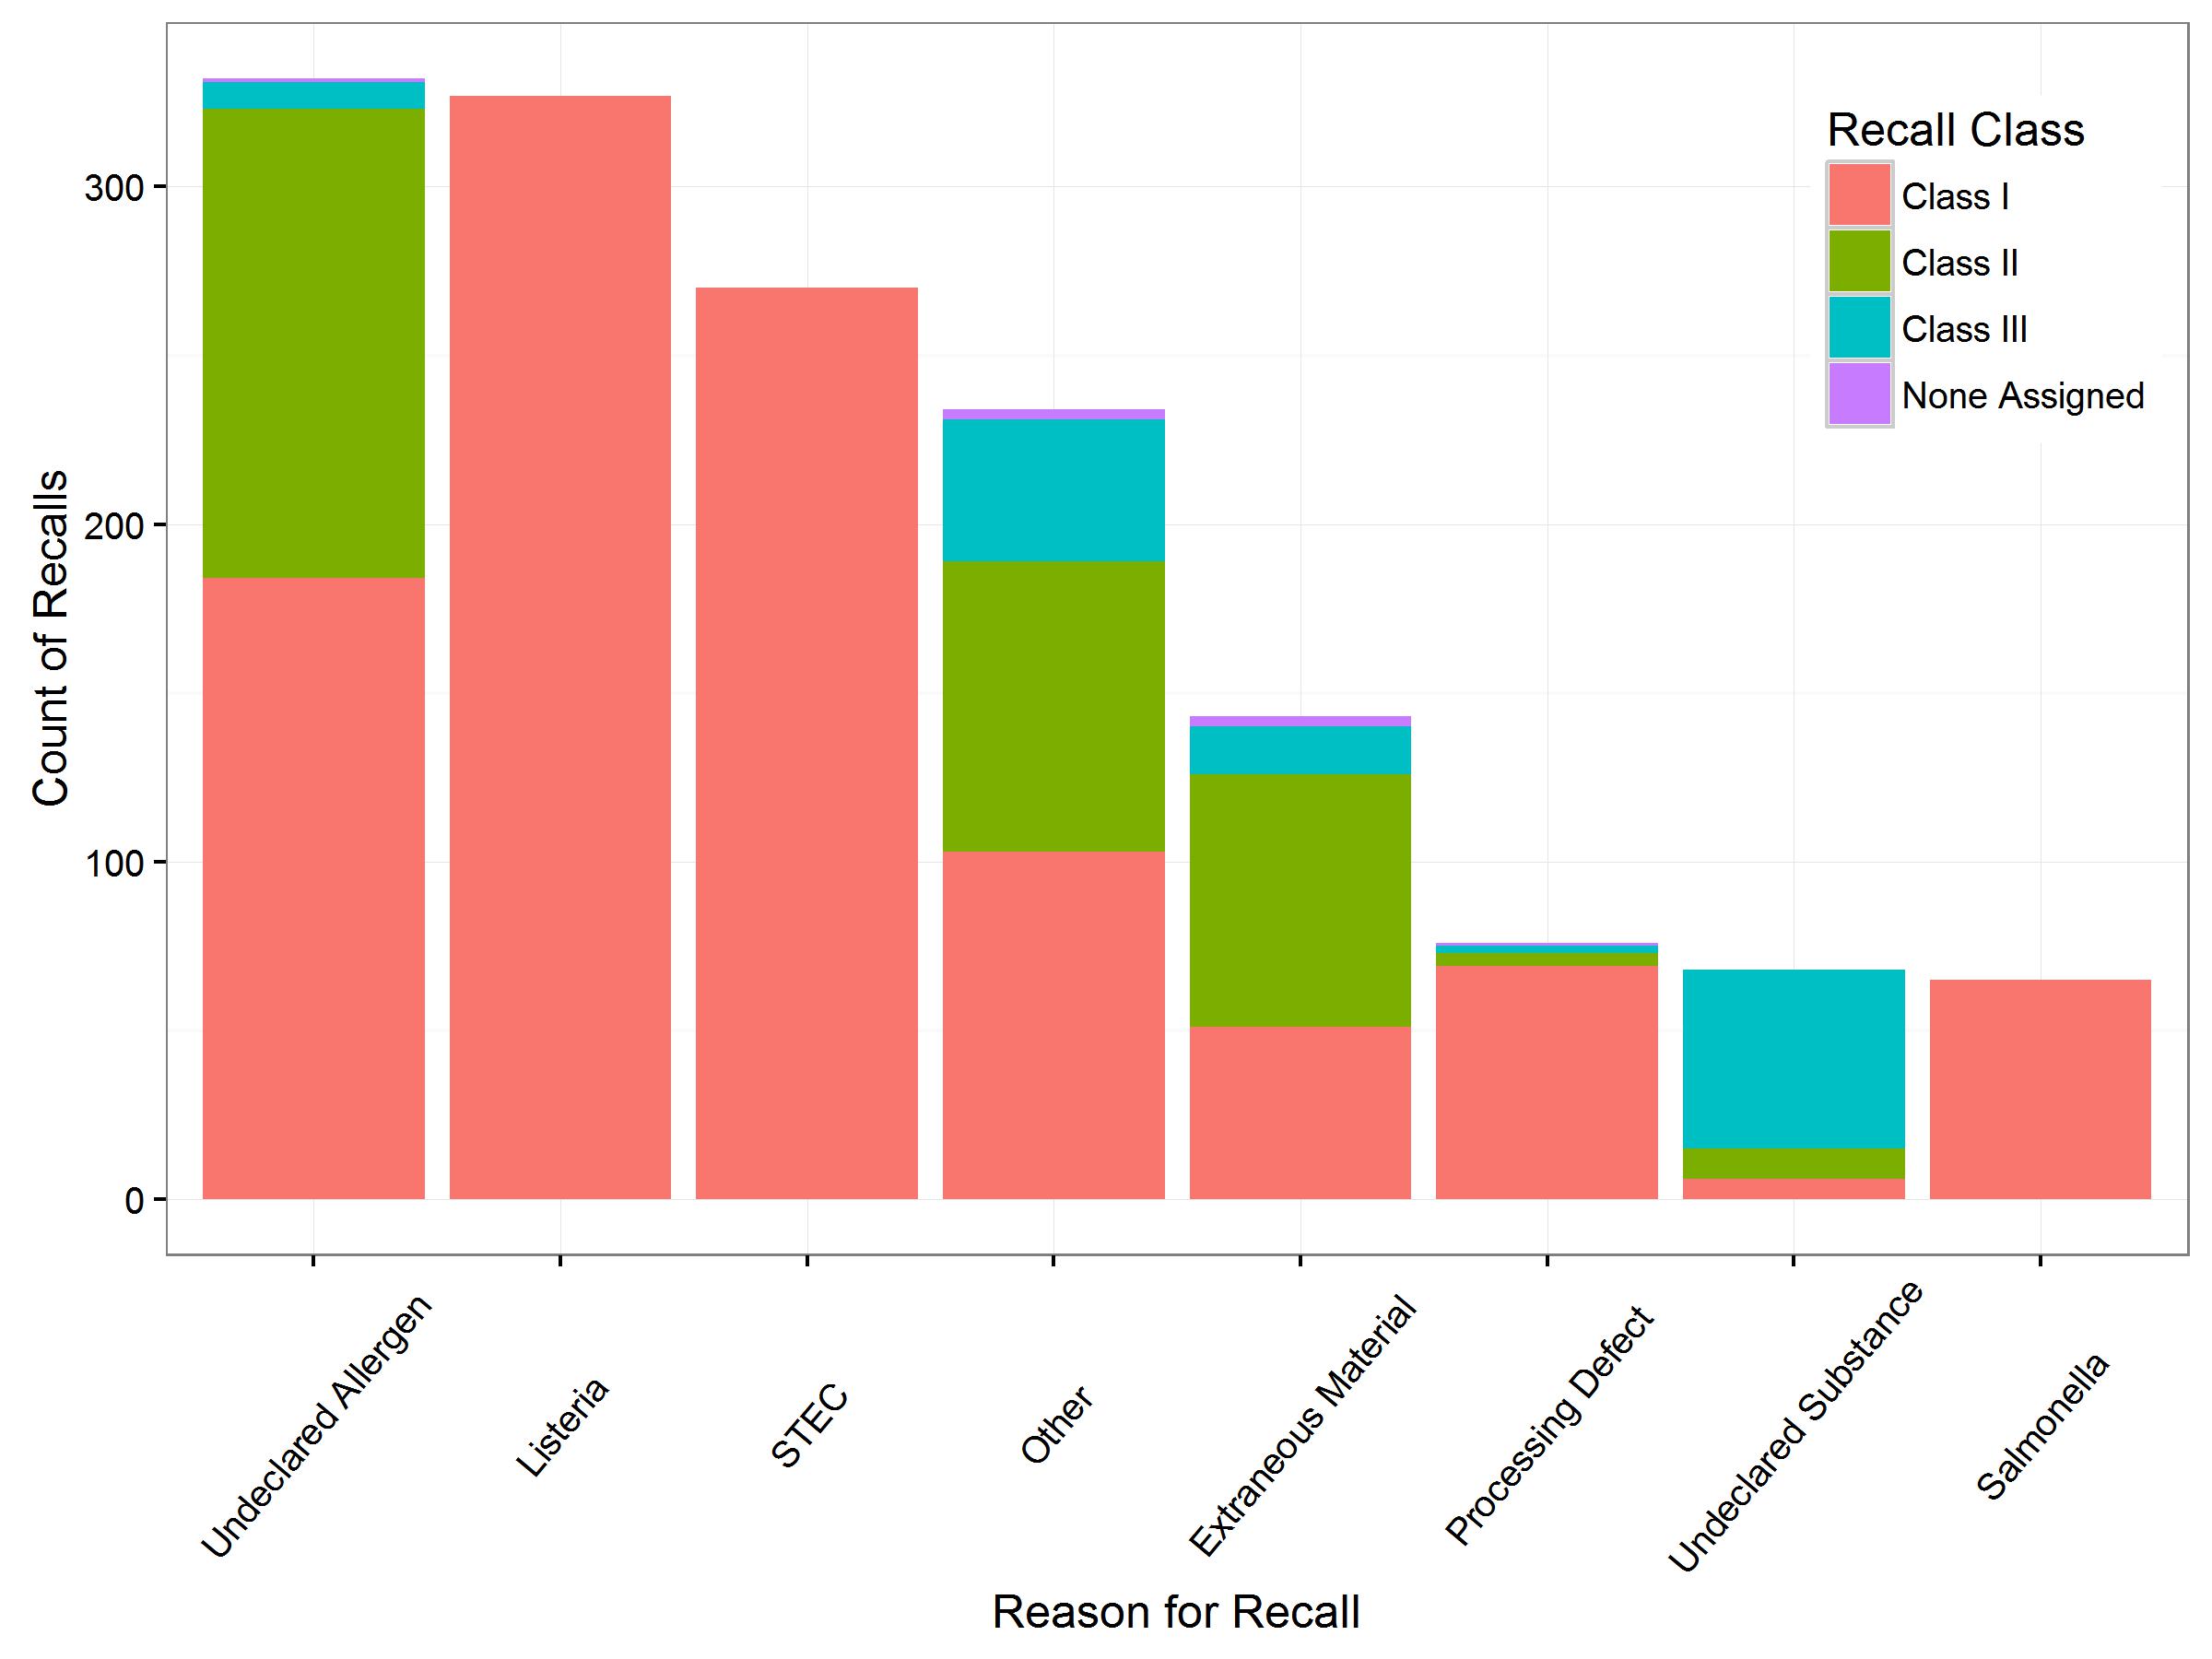 Count of Recalls
300
200
100
0
Recall Class
Class I
Class II
Class III
None Assigned
Undeclared Allergen
Listeria
STEC
Other
Extraneous Material
Processing Defect
Undeclared Substance
Salmonella
Reason for Recall